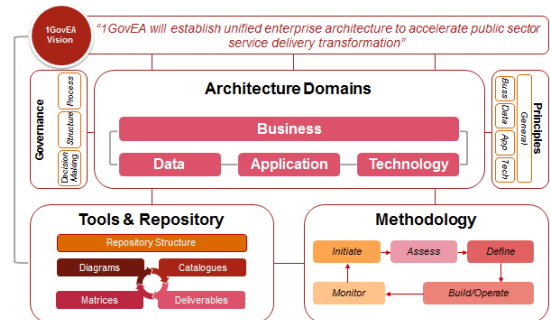 1GovEA
Vision
“1GovEA will establish unified enterprise architecture to accelerate public sector
service delivery transformation”
Governance
Process
Structure
Decision
Making
Architecture Domains
Business
Data
Application
Technology
Buss
Data
App
Tech
General
Principles
Tools & Repository
Repository Structure
Diagrams
Catalogues
Matrices
Deliverables
Methodology
Initiate
Assess
Define
Monitor
Build/Operate